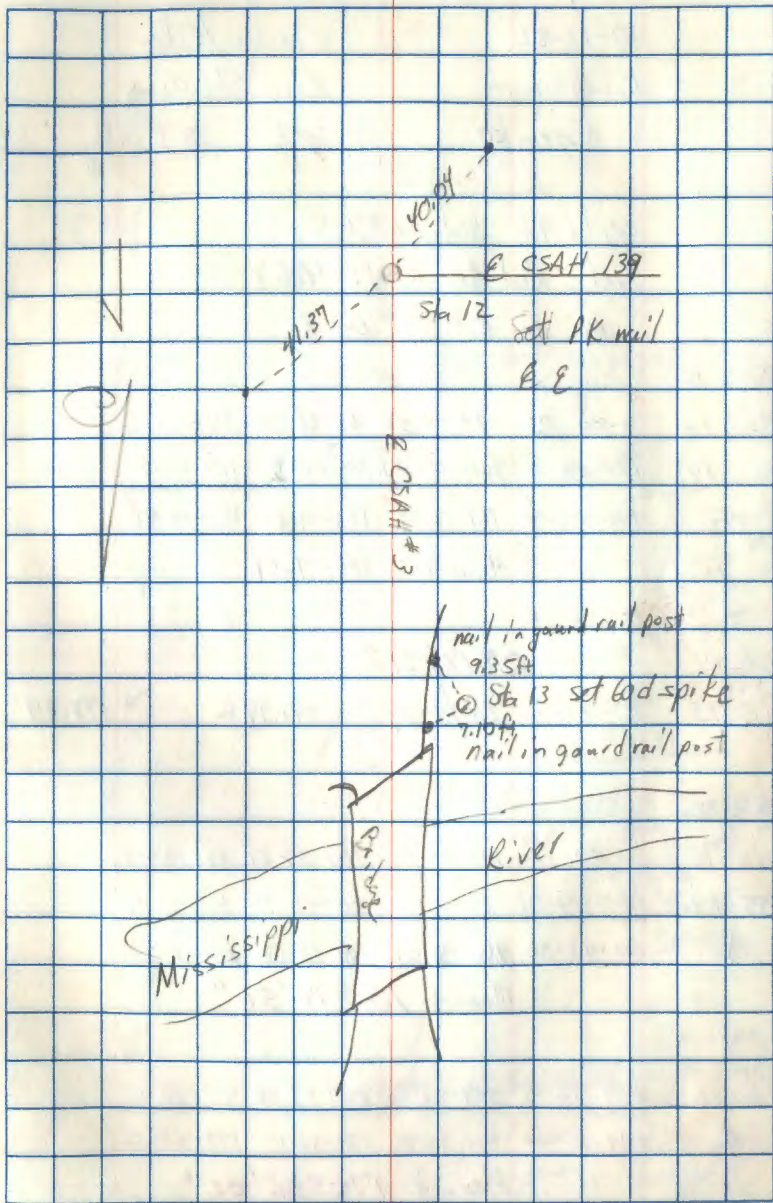 40.04
℄ CSAH 139
Sta 12
41.37
Set PK nail
@ ℄
℄ CSAH #3
nail in gaurd rail post
9.35ft
Sta 13 set 60d spike
7.10ft
nail in gaurd rail post
Bridge
River
Mississippi